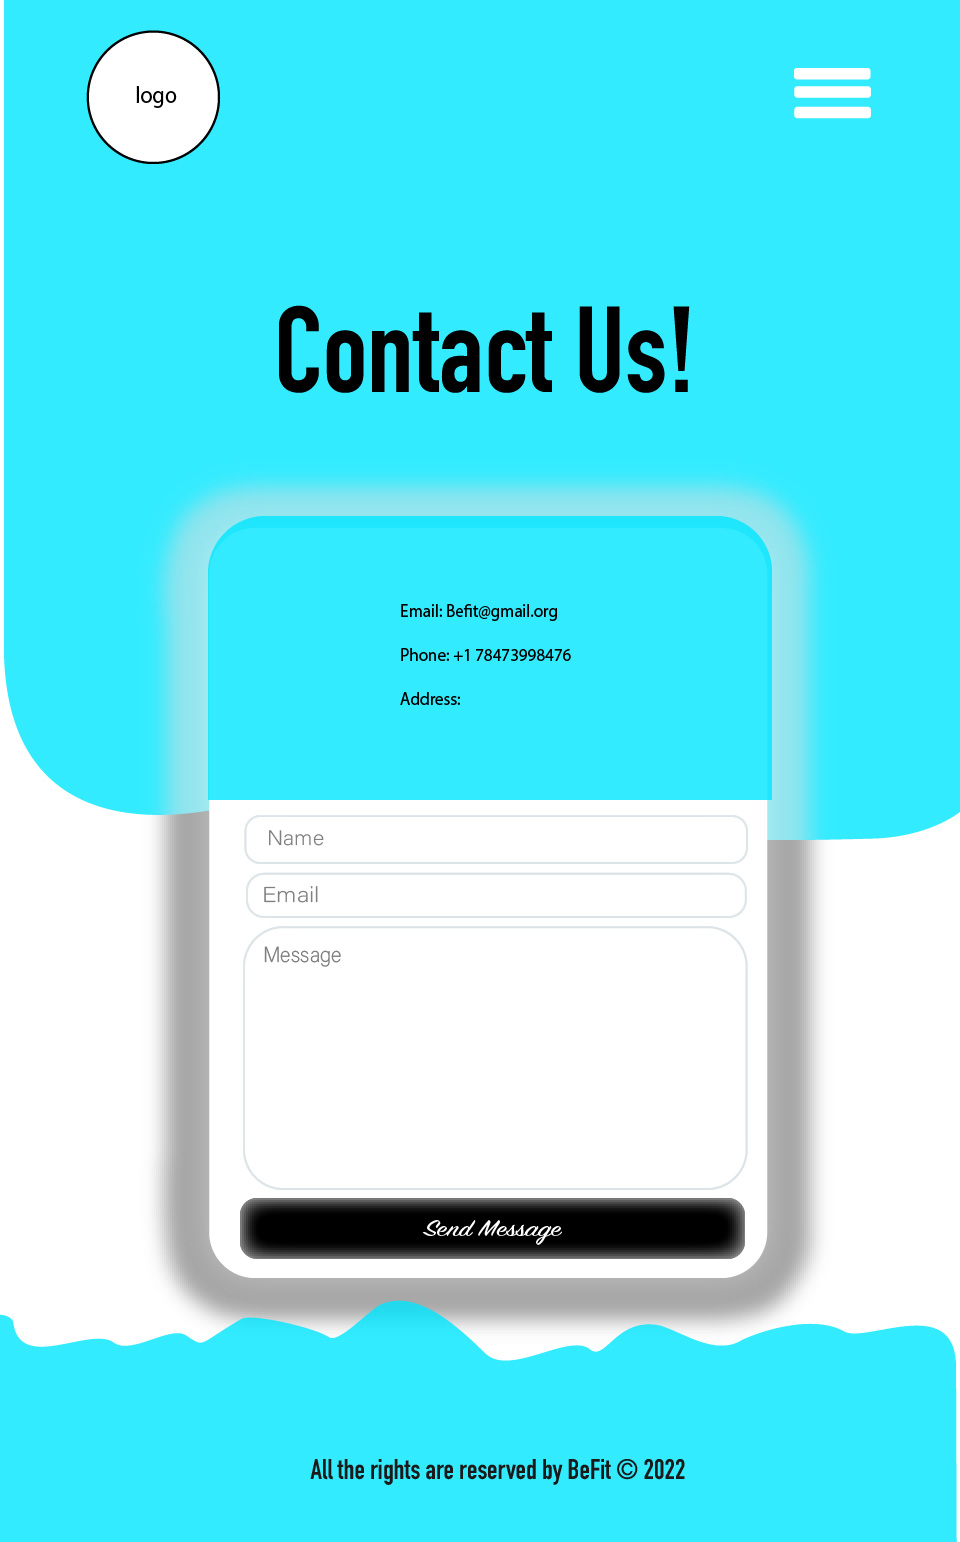 logo
Contact Us!
Email: Befit@gmail.org
Phone: +1 78473998476
Address:
Name
Email
Message
Send Message
All the rights are reserved by BeFit © 2022